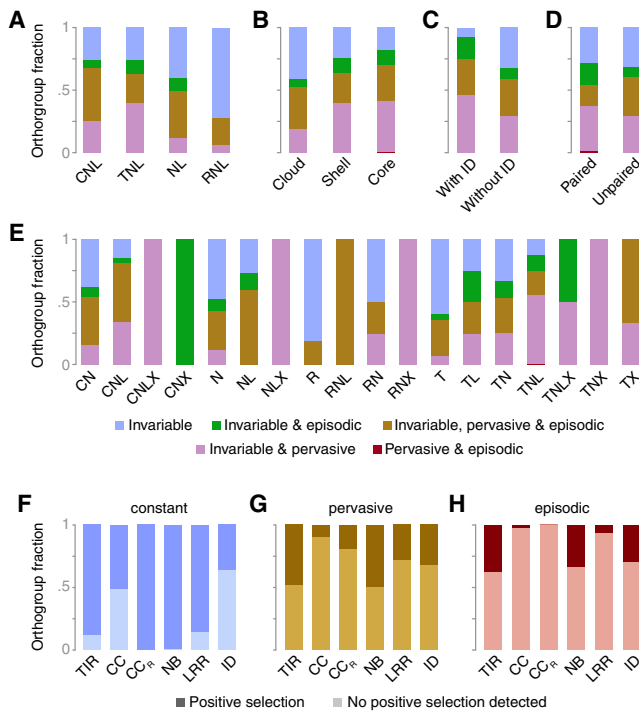 A B C D
Orthogroup fraction
1
.5
0
CNL TNL NL RNL
Cloud Shell Core
With ID Without ID
Paired Unpaired
E
Orthogroup fraction
1
0.5
0
CN CNL CNLX CNX N NL NLX R RNL RN RNX T TL TN TNL TNLX TNX TX
Invariable Invariable & episodic Invariable, pervasive & episodic
Invariable & pervasive Pervasive & episodic
F constant G pervasive H episodic
Orthogroup fraction
1
.5
0
TIR CC CCR NB LRR ID
TIR CC CCR NB LRR ID
TIR CC CCR NB LRR ID
Positive selection No positive selection detected